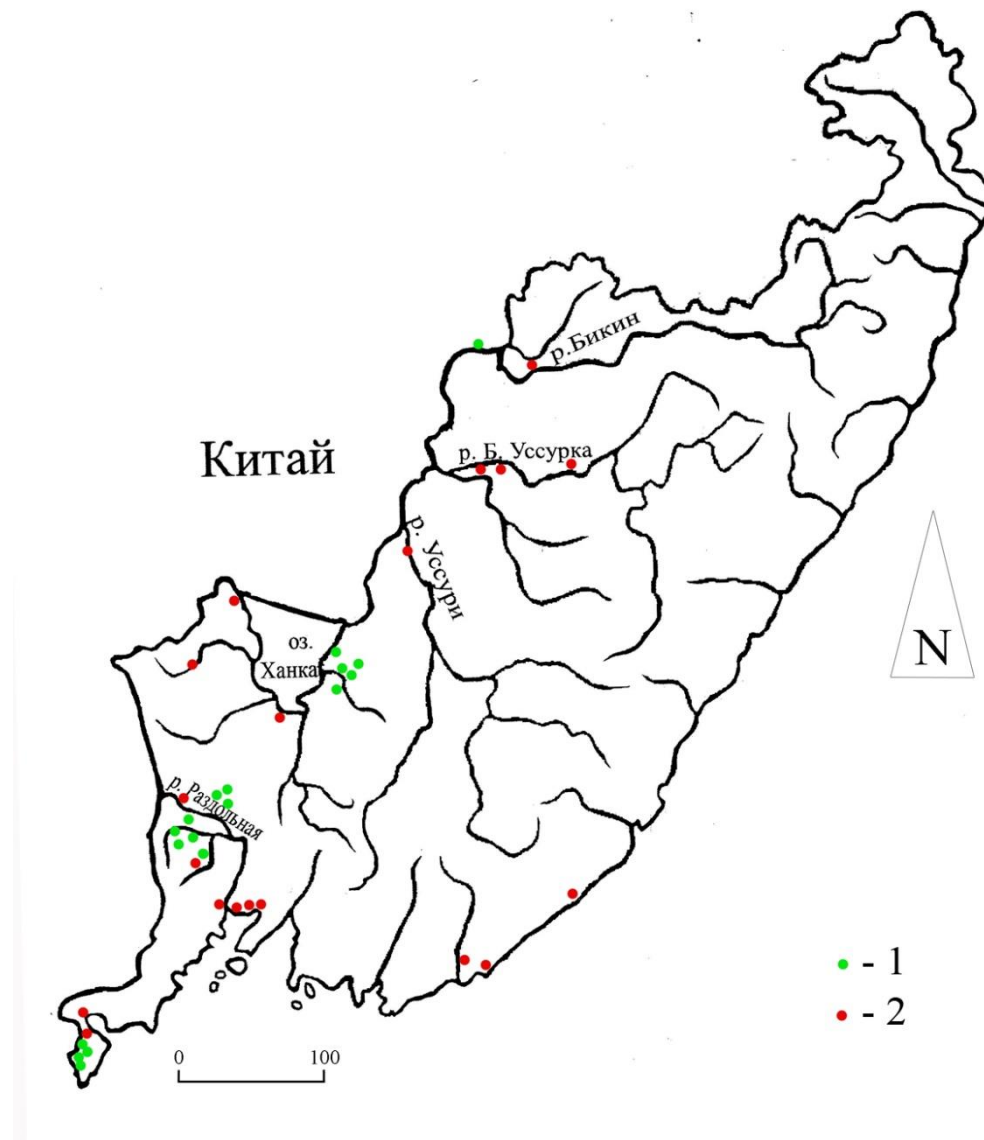 р.Бикин
Китай
р. Б. Уссурка
р. Уссури
оз.
Ханка
N
р. Раздольная
- 1
- 2
0 100